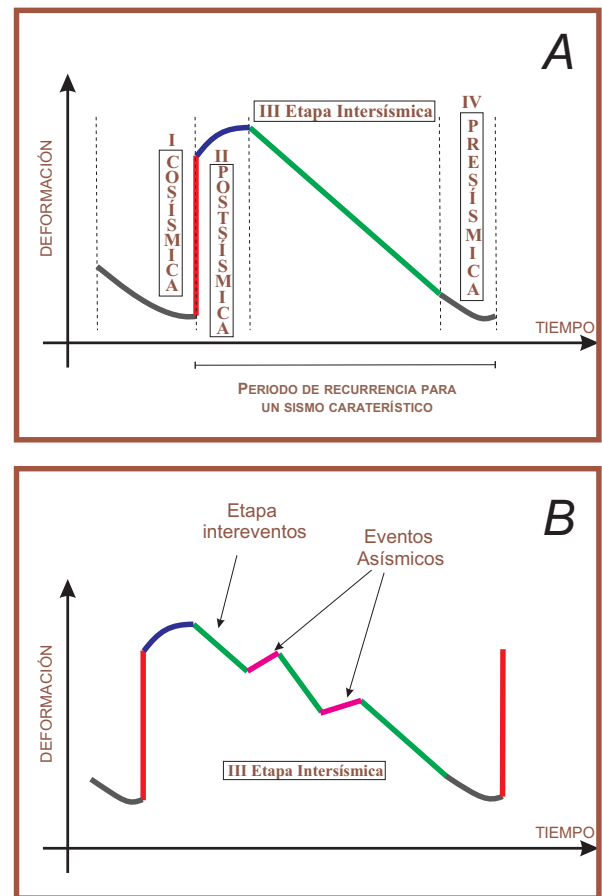 A
III Etapa Intersísmica
IV
PRESÍSMICA
I
COSÍSMICA
II
POSTSÍSMICA
DEFORMACIÓN
TIEMPO
PERIODO DE RECURRENCIA PARA
UN SISMO CARATERÍSTICO
B
Etapa
intereventos
Eventos
Asísmicos
DEFORMACIÓN
III Etapa Intersísmica
TIEMPO